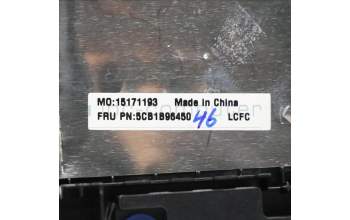 MO:15171193 Made in China
FRU PN:5CB1B96450 46 LCFC